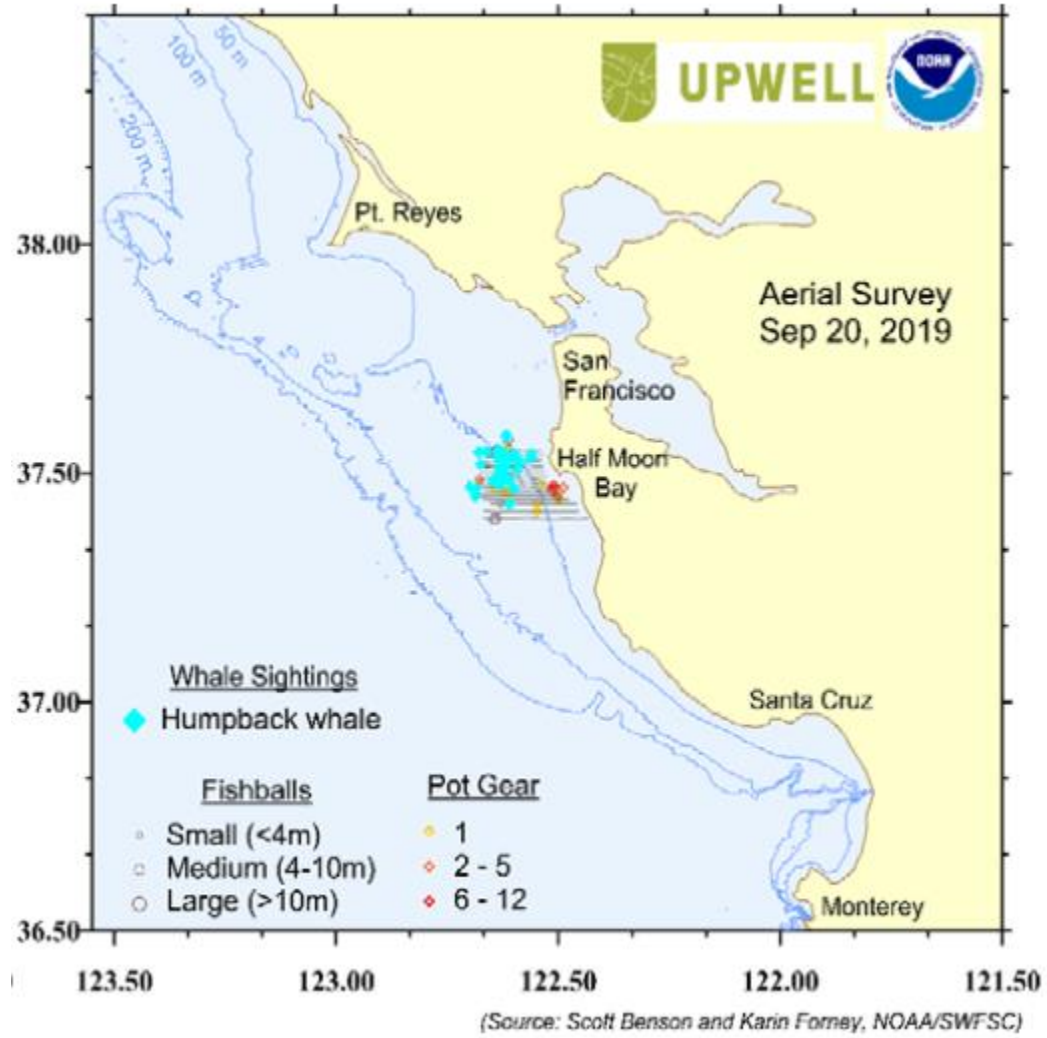 50 m
100 m
200 m
UPWELL
NOAA
Pt. Reyes
38.00
Aerial Survey
Sep 20, 2019
San
Francisco
37.50
Half Moon
Bay
Whale Sightings
37.00
Santa Cruz
Humpback whale
Fishballs
Pot Gear
Small (<4m)
1
Medium (4-10m)
2 - 5
Large (>10m)
6 - 12
Monterey
36.50
123.50
123.00
122.50
122.00
121.50
(Source: Scott Benson and Karin Forney, NOAA/SWFSC)